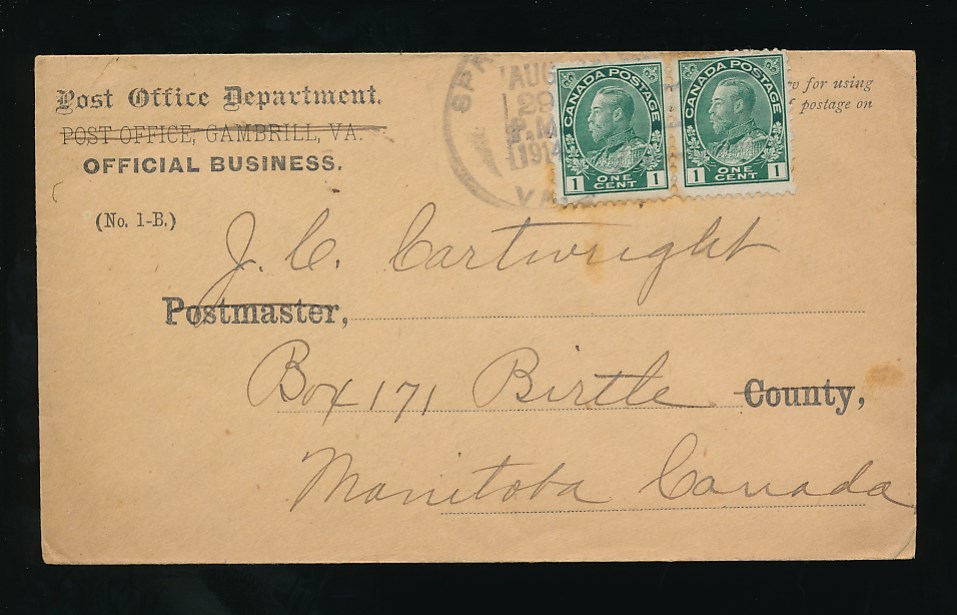 Post Office Department.
POST OFFICE, GAMBRILL, VA.
OFFICIAL BUSINESS.
(No. 1-B.)
AUG
29
P.M.
1914
VA
CANADA POSTAGE
1 ONE CENT 1
CANADA POSTAGE
1 ONE CENT 1
for using
postage on
J. C. Cartwright
Postmaster,
Box 171 Birtle County,
Manitoba Canada